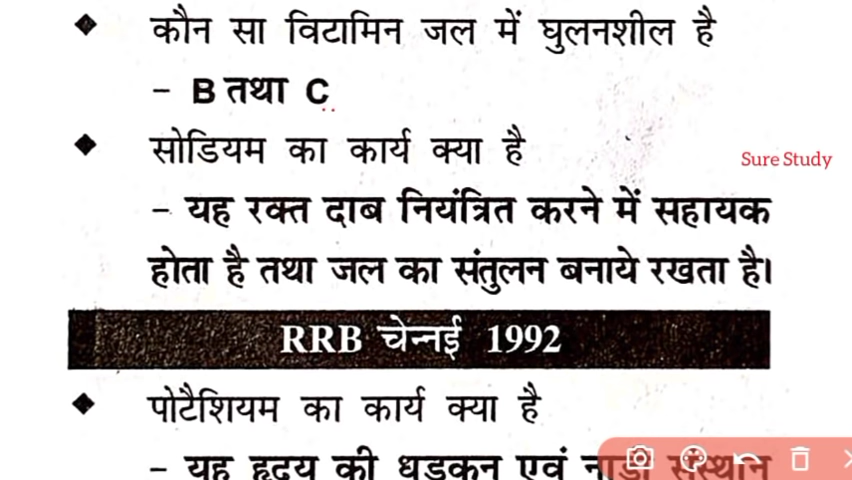 ◆ कौन सा विटामिन जल में घुलनशील है
– B तथा C
◆ सोडियम का कार्य क्या है
Sure Study
– यह रक्त दाब नियंत्रित करने में सहायक
होता है तथा जल का संतुलन बनाये रखता है।
RRB चेन्नई 1992
◆ पोटैशियम का कार्य क्या है
– यह हृदय की धड़कन एवं नाड़ी संस्थान